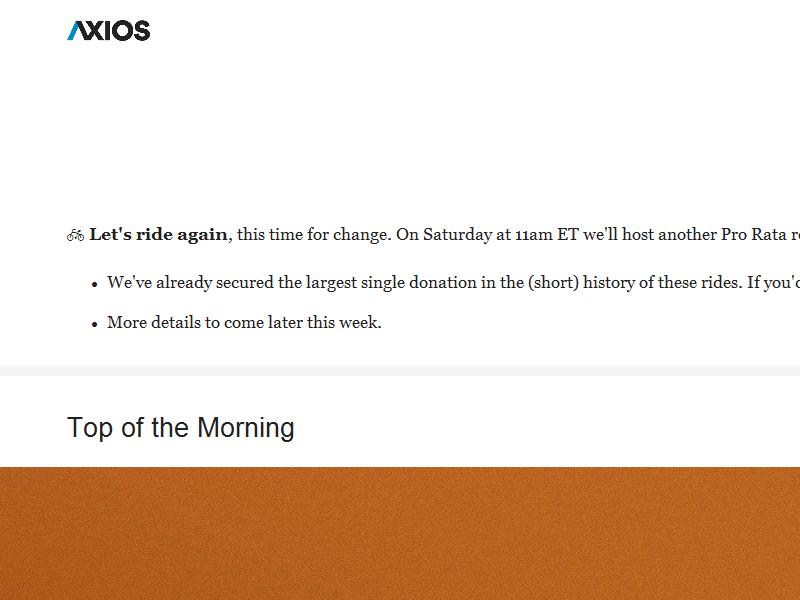 AXIOS
🚲 Let's ride again, this time for change. On Saturday at 11am ET we'll host another Pro Rata
• We've already secured the largest single donation in the (short) history of these rides. If
• More details to come later this week.
Top of the Morning